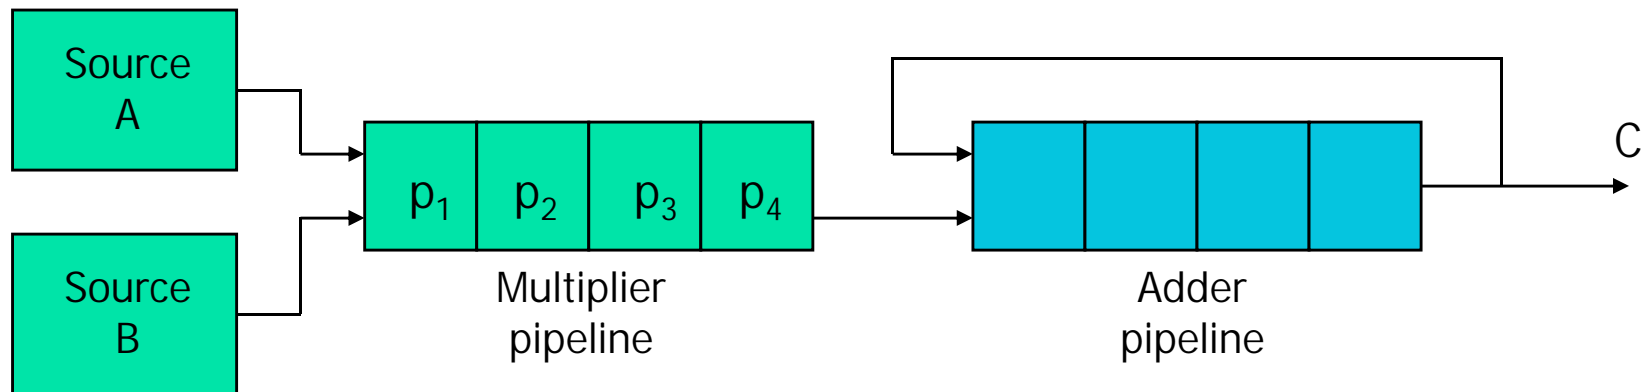 Source
A
Source
B
p₁ p₂ p₃ p₄
Multiplier
pipeline
Adder
pipeline
C